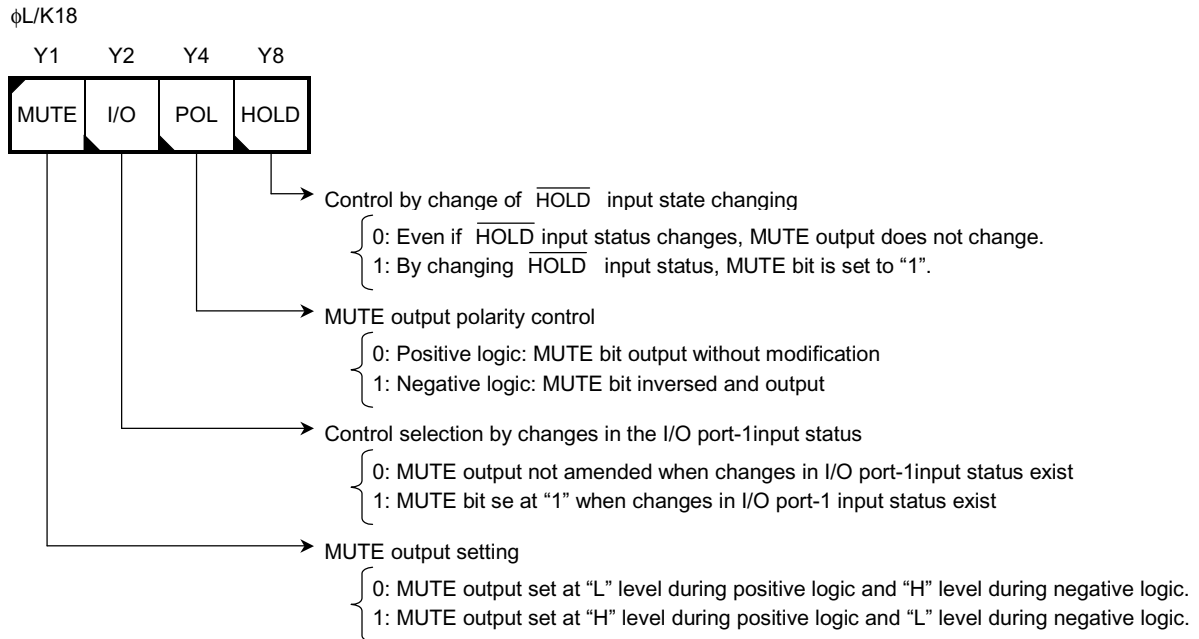 ϕL/K18
Y1 Y2 Y4 Y8
MUTE I/O POL HOLD
Control by change of HOLD input state changing
0: Even if HOLD input status changes, MUTE output does not change.
1: By changing HOLD input status, MUTE bit is set to “1”.
MUTE output polarity control
0: Positive logic: MUTE bit output without modification
1: Negative logic: MUTE bit inversed and output
Control selection by changes in the I/O port-1input status
0: MUTE output not amended when changes in I/O port-1input status exist
1: MUTE bit se at “1” when changes in I/O port-1 input status exist
MUTE output setting
0: MUTE output set at “L” level during positive logic and “H” level during negative logic.
1: MUTE output set at “H” level during positive logic and “L” level during negative logic.